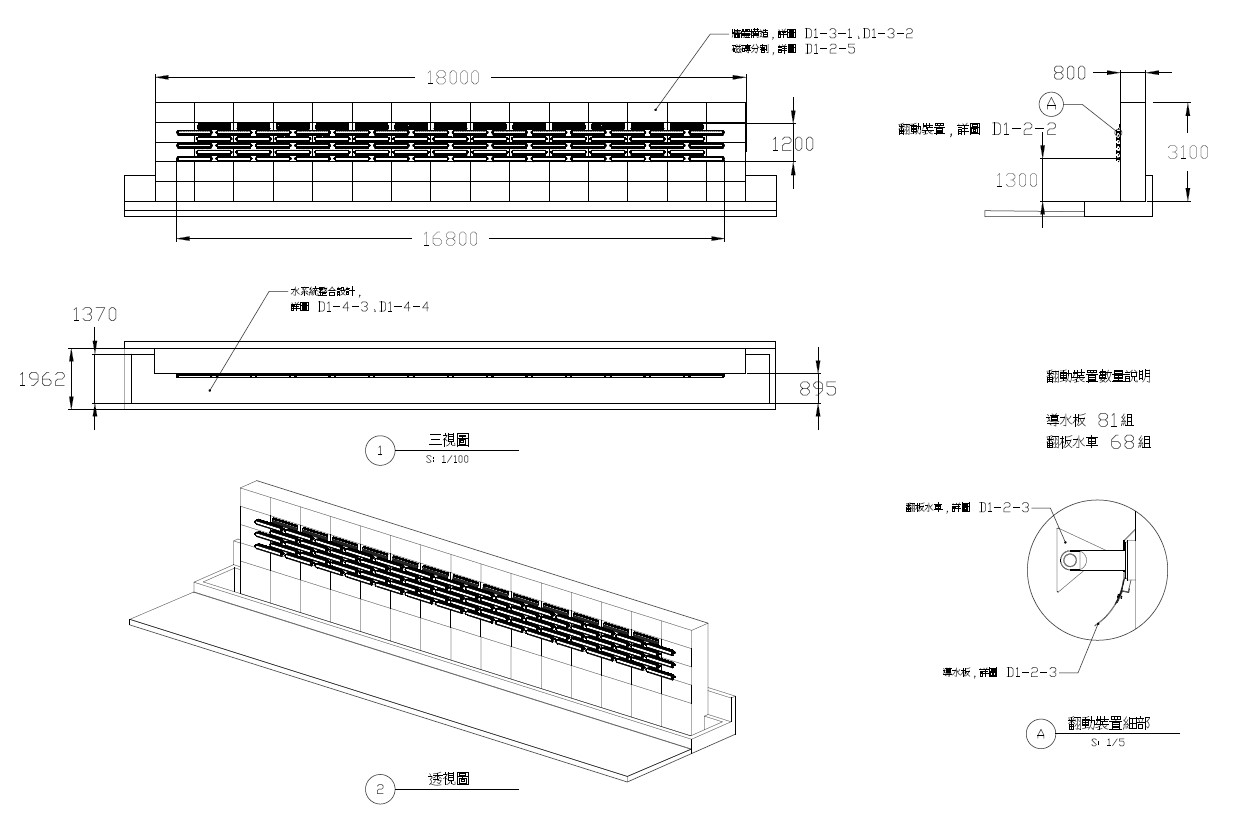 牆體構造，詳圖 D1-3-1、D1-3-2
磁磚分割，詳圖 D1-2-5
18000
1200
16800
800
A
翻動裝置，詳圖 D1-2-2
3100
1300
水系統整合設計，
詳圖 D1-4-3、D1-4-4
1370
1962
895
1 三視圖
S: 1/100
翻動裝置數量說明
導水板 81組
翻板水車 68組
翻板水車，詳圖 D1-2-3
導水板，詳圖 D1-2-3
A 翻動裝置細部
S: 1/5
2 透視圖